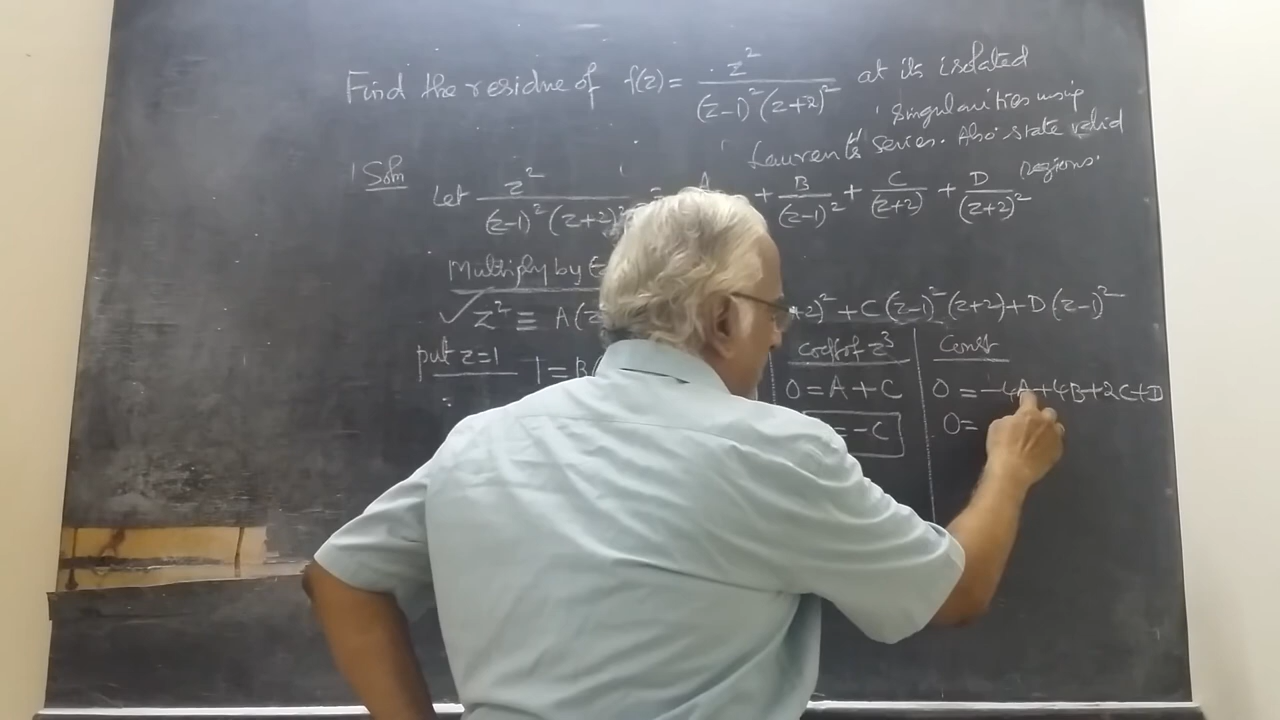 Find the residue of f(z) = z² / (z-1)² (z+2)² at its isolated
singularities using
Laurent's series. Also state valid
regions.
Soln
Let z² / (z-1)² (z+2)² = A + B / (z-1)² + C / (z+2) + D / (z+2)²
Multiply by
✓ z² ≡ A(z +2)² + C (z-1)² (z+2) + D (z-1)²
put z=1 1 = B(
coeff of z³
0 = A + C
= -C
Const
0 = -4A+4B+2C+D
0 =